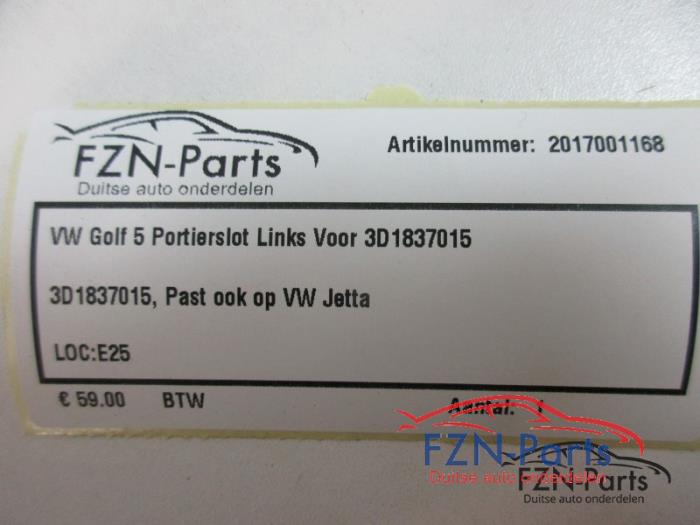 FZN-Parts
Duitse auto onderdelen
Artikelnummer: 2017001168
VW Golf 5 Portierslot Links Voor 3D1837015
3D1837015, Past ook op VW Jetta
LOC:E25
€ 59.00 BTW Aantal: 1
FZN-Parts
Duitse auto onderdelen
FZN-Parts
Duitse auto onderdelen